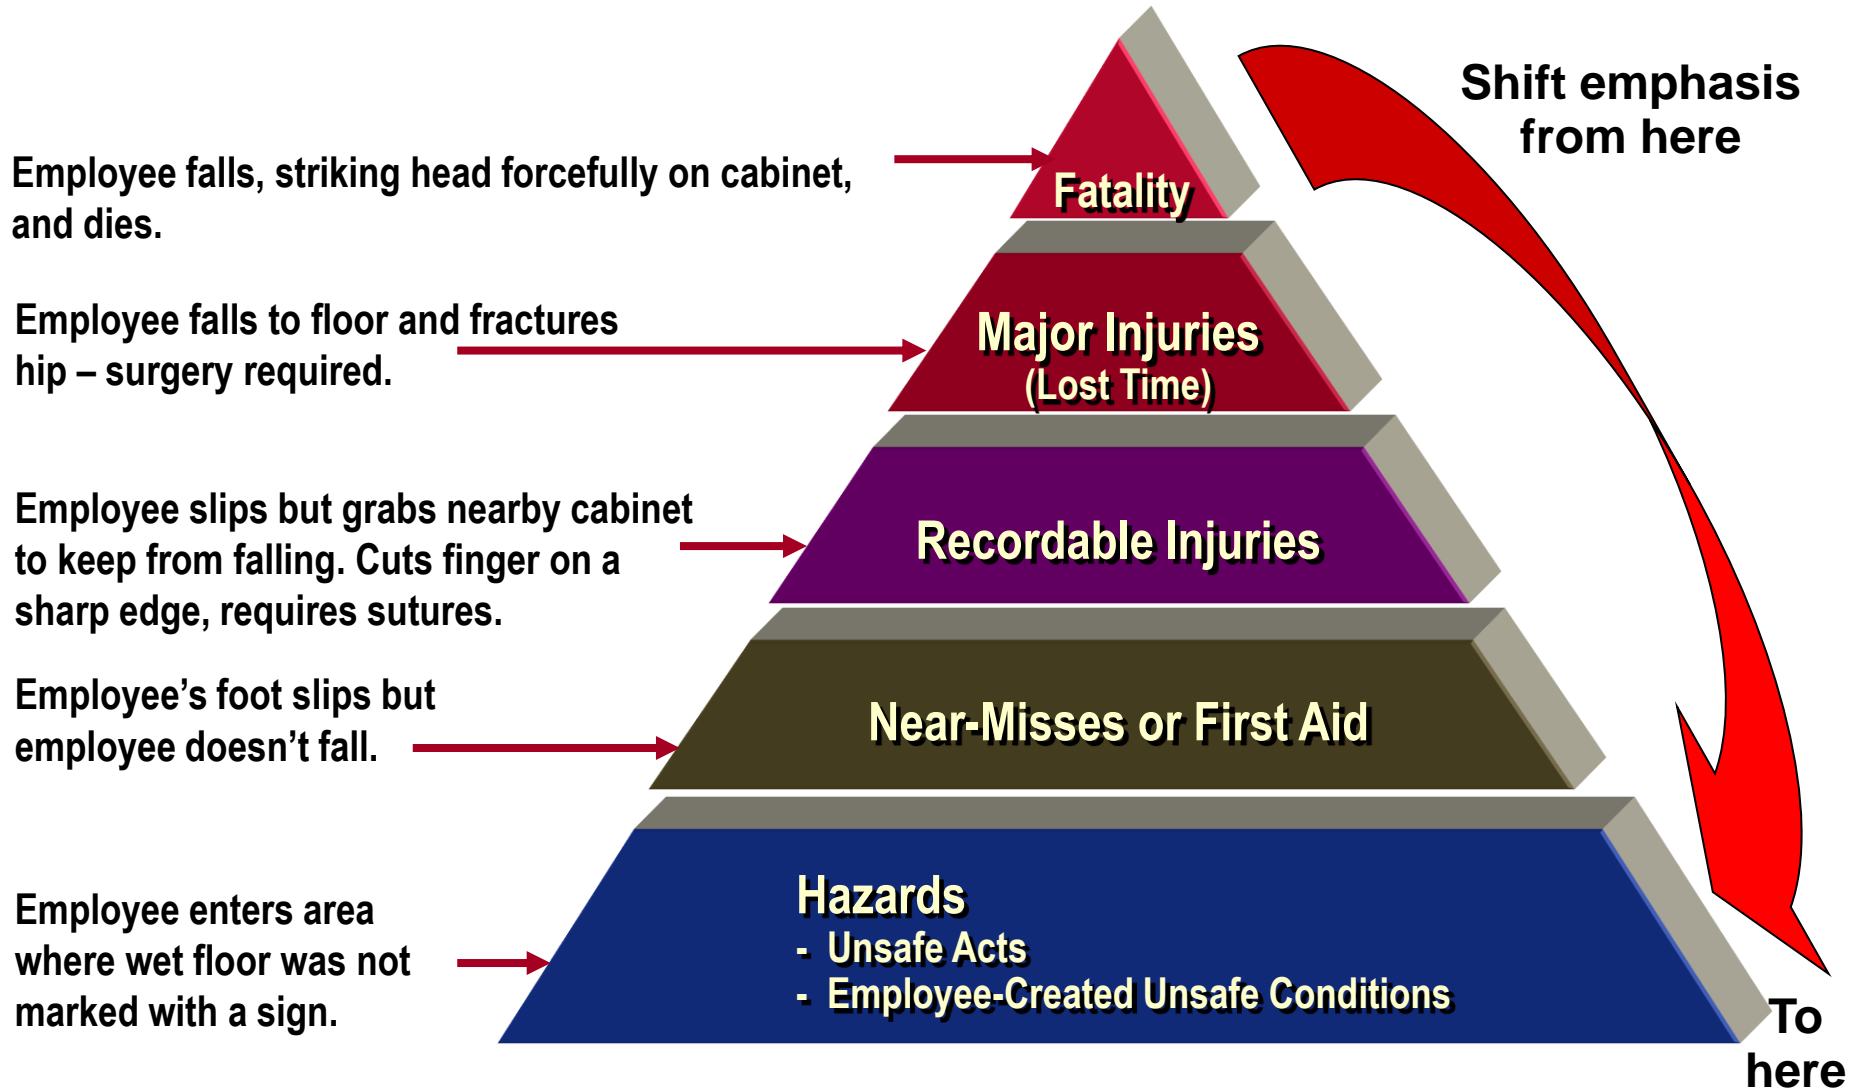 Shift emphasis
from here
Employee falls, striking head forcefully on cabinet,
and dies.
Fatality
Employee falls to floor and fractures
hip – surgery required.
Major Injuries
(Lost Time)
Employee slips but grabs nearby cabinet
to keep from falling. Cuts finger on a
sharp edge, requires sutures.
Recordable Injuries
Employee’s foot slips but
employee doesn’t fall.
Near-Misses or First Aid
Employee enters area
where wet floor was not
marked with a sign.
Hazards
- Unsafe Acts
- Employee-Created Unsafe Conditions
To
here